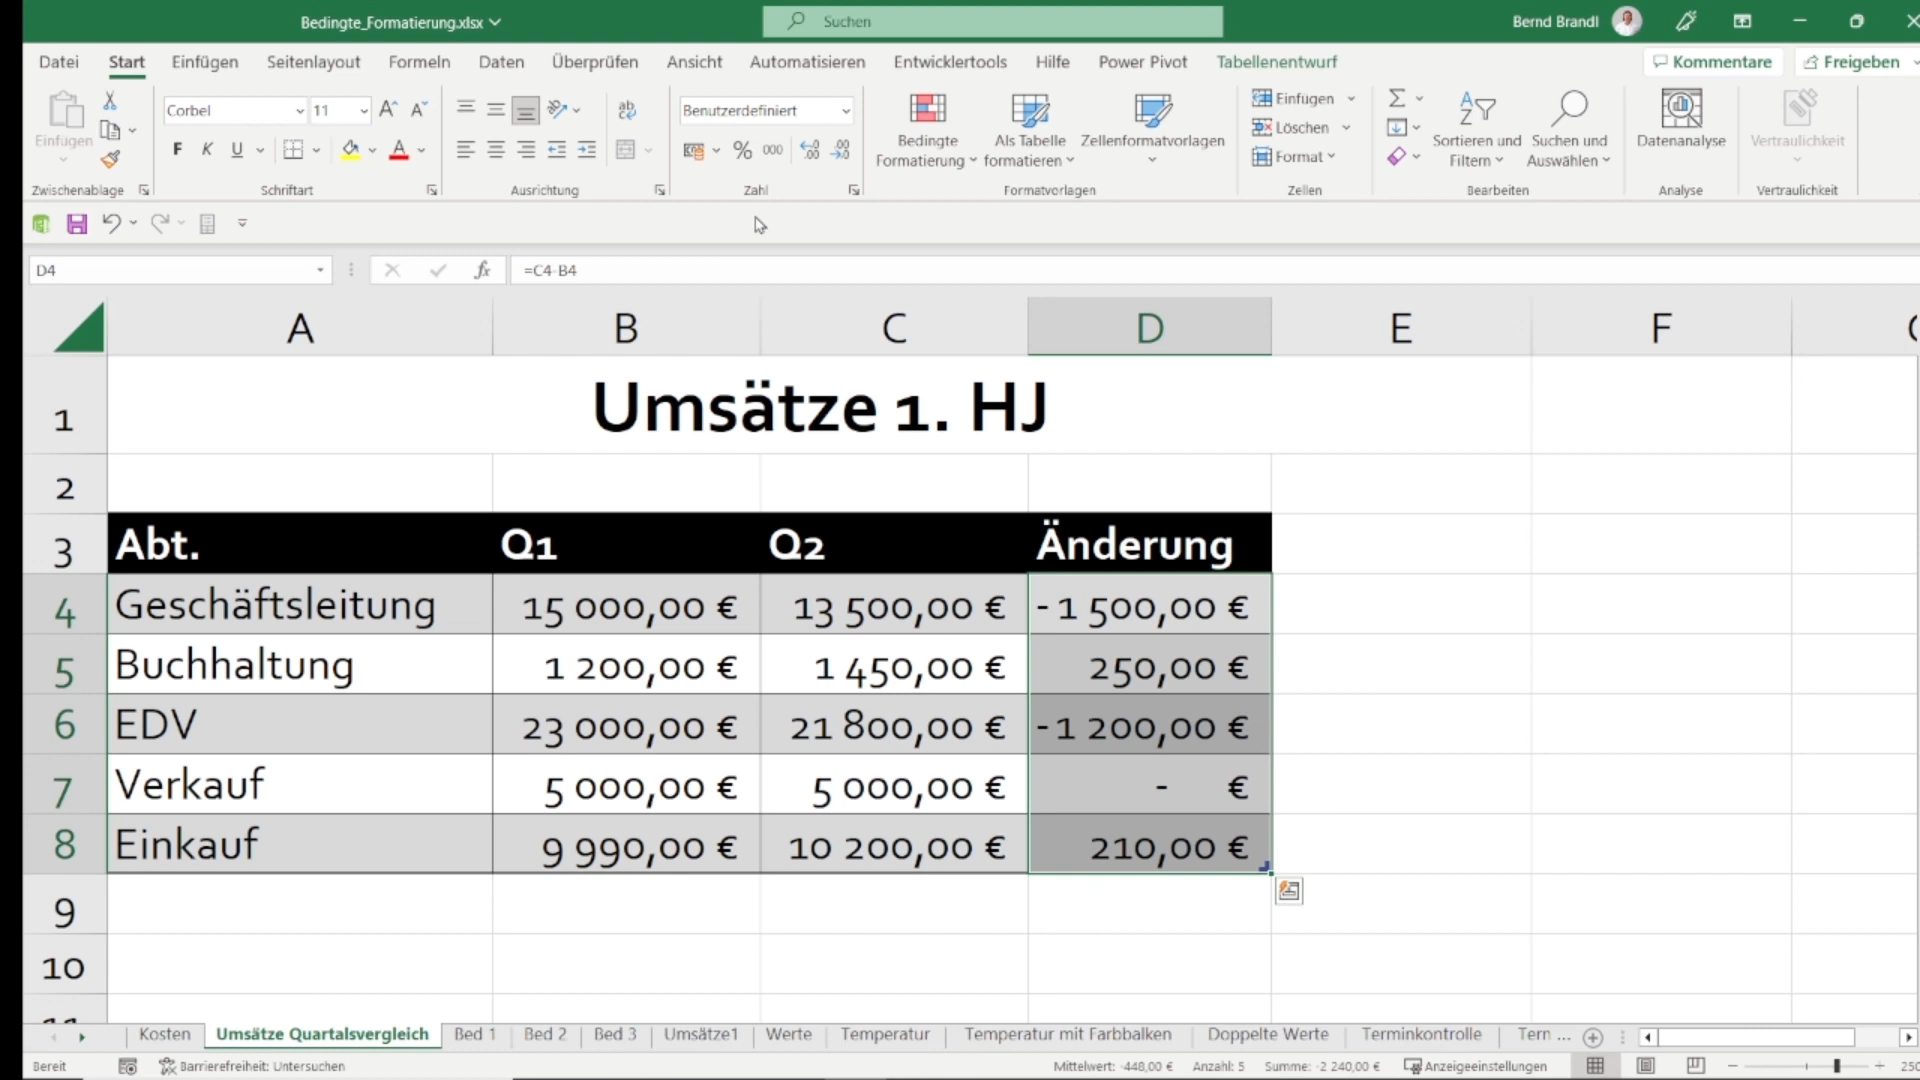 Bedingte_Formatierung.xlsx
Suchen
Bernd Brandl
Datei Start Einfügen Seitenlayout Formeln Daten Überprüfen Ansicht Automatisieren Entwicklertools Hilfe Power Pivot Tabellenentwurf Kommentare Freigeben
Einfügen
Zwischenablage
Corbel 11
F K U
Schriftart
ab
Ausrichtung
Benutzerdefiniert
% 000
Zahl
Bedingte Formatierung
Als Tabelle formatieren
Zellenformatvorlagen
Formatvorlagen
Einfügen
Löschen
Format
Zellen
Sortieren und Filtern
Suchen und Auswählen
Bearbeiten
Datenanalyse
Analyse
Vertraulichkeit
Vertraulichkeit
D4 fx =C4-B4
A B C D E F
1 Umsätze 1. HJ
2
3 Abt. Q1 Q2 Änderung
4 Geschäftsleitung 15 000,00 € 13 500,00 € - 1 500,00 €
5 Buchhaltung 1 200,00 € 1 450,00 € 250,00 €
6 EDV 23 000,00 € 21 800,00 € - 1 200,00 €
7 Verkauf 5 000,00 € 5 000,00 € - €
8 Einkauf 9 990,00 € 10 200,00 € 210,00 €
9
10
11
Kosten Umsätze Quartalsvergleich Bed 1 Bed 2 Bed 3 Umsätze1 Werte Temperatur Temperatur mit Farbbalken Doppelte Werte Terminkontrolle Tern ...
Bereit Barrierefreiheit: Untersuchen Mittelwert: -448,00 € Anzahl: 5 Summe: -2 240,00 € Anzeigeeinstellungen